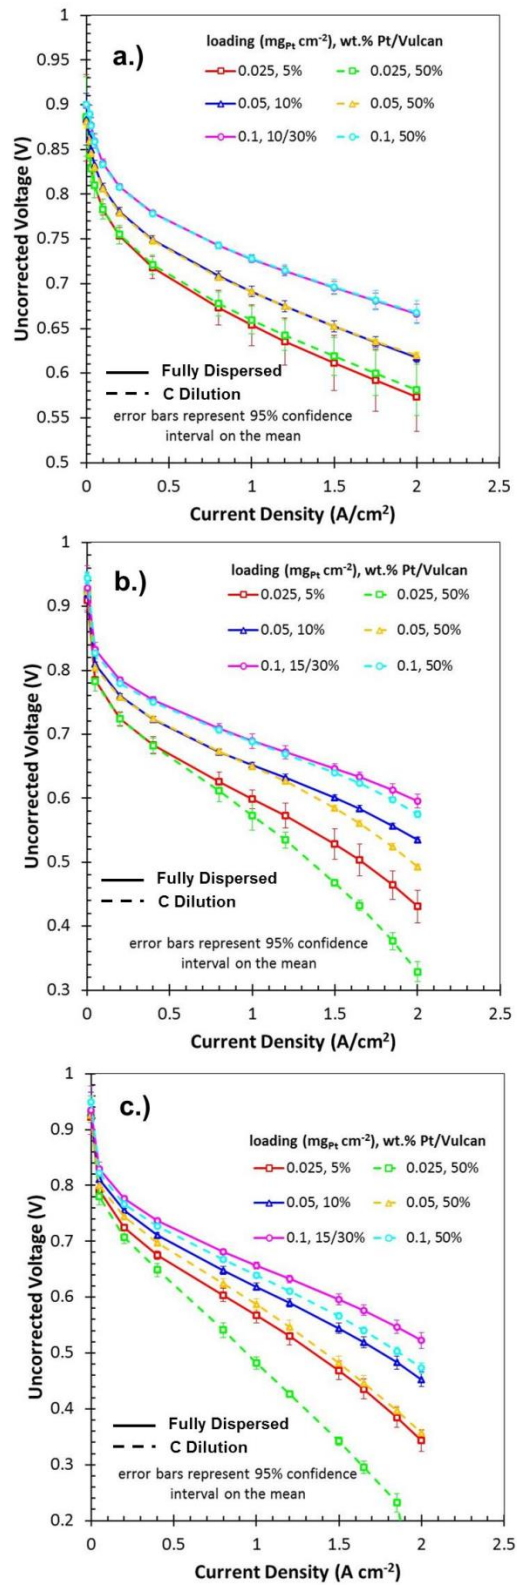 a.)
loading (mgPt cm-2), wt.% Pt/Vulcan
0.025, 5% 0.025, 50%
0.05, 10% 0.05, 50%
0.1, 10/30% 0.1, 50%
Uncorrected Voltage (V)
1
0.95
0.9
0.85
0.8
0.75
0.7
0.65
0.6
0.55
0.5
Fully Dispersed
C Dilution
error bars represent 95% confidence
interval on the mean
0 0.5 1 1.5 2 2.5
Current Density (A/cm2)
b.)
loading (mgPt cm-2), wt.% Pt/Vulcan
0.025, 5% 0.025, 50%
0.05, 10% 0.05, 50%
0.1, 15/30% 0.1, 50%
Uncorrected Voltage (V)
1
0.9
0.8
0.7
0.6
0.5
0.4
0.3
Fully Dispersed
C Dilution
error bars represent 95% confidence
interval on the mean
0 0.5 1 1.5 2 2.5
Current Density (A/cm2)
c.)
loading (mgPt cm-2), wt.% Pt/Vulcan
0.025, 5% 0.025, 50%
0.05, 10% 0.05, 50%
0.1, 15/30% 0.1, 50%
Uncorrected Voltage (V)
1
0.9
0.8
0.7
0.6
0.5
0.4
0.3
0.2
Fully Dispersed
C Dilution
error bars represent 95% confidence
interval on the mean
0 0.5 1 1.5 2 2.5
Current Density (A cm-2)